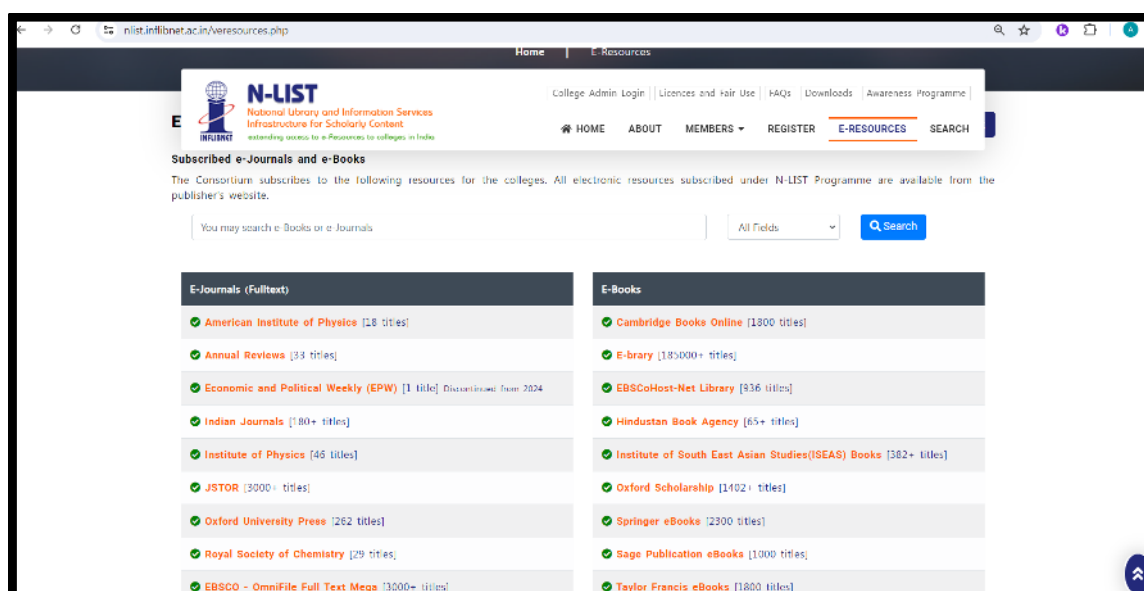 nlist.inflibnet.ac.in/veresources.php
Home | E-Resources
College Admin Login | Licences and Fair Use | FAQs | Downloads | Awareness Programme
N-LIST
National Library and Information Services
Infrastructure for Scholarly Content
extending access to e-Resources to colleges in India
INFLIBNET
HOME ABOUT MEMBERS REGISTER E-RESOURCES SEARCH
E
Subscribed e-Journals and e-Books
The Consortium subscribes to the following resources for the colleges. All electronic resources subscribed under N-LIST Programme are available from the
publisher's website.
You may search e-Books or e-Journals
All Fields
Search
E-Journals (Fulltext)
American Institute of Physics [18 titles]
Annual Reviews [33 titles]
Economic and Political Weekly (EPW) [1 title] Discontinued from 2024
Indian Journals [180+ titles]
Institute of Physics [46 titles]
JSTOR [3000+ titles]
Oxford University Press [262 titles]
Royal Society of Chemistry [29 titles]
EBSCO - OmniFile Full Text Mega [3000+ titles]
E-Books
Cambridge Books Online [1800 titles]
E-brary [185000+ titles]
EBSCoHost-Net Library [936 titles]
Hindustan Book Agency [65+ titles]
Institute of South East Asian Studies(ISEAS) Books [382+ titles]
Oxford Scholarship [1402+ titles]
Springer eBooks [2300 titles]
Sage Publication eBooks [1000 titles]
Taylor Francis eBooks [1800 titles]